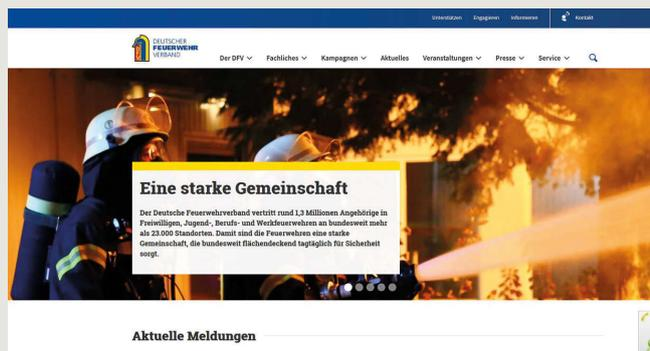 Unterstützen Engagieren Informieren Kontakt
DEUTSCHER
FEUERWEHR
VERBAND
Der DFV Fachliches Kampagnen Aktuelles Veranstaltungen Presse Service
Eine starke Gemeinschaft
Der Deutsche Feuerwehrverband vertritt rund 1,3 Millionen Angehörige in
Freiwilligen, Jugend-, Berufs- und Werkfeuerwehren an bundesweit mehr
als 23.000 Standorten. Damit sind die Feuerwehren eine starke
Gemeinschaft, die bundesweit flächendeckend tagtäglich für Sicherheit
sorgt.
Aktuelle Meldungen